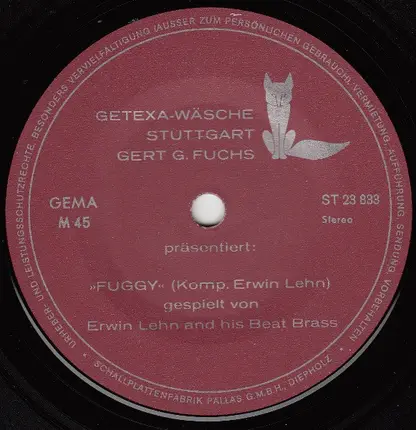 URHEBER- UND LEISTUNGSSCHUTZRECHTE, BESONDERS VERVIELFÄLTIGUNG (AUSSER ZUM PERSÖNLICHEN GEBRAUCH), VERMIETUNG, AUFFÜHRUNG, SENDUNG, VORBEHALTEN
GETEXA-WÄSCHE
STUTTGART
GERT G. FUCHS
GEMA
M 45
ST 23 833
Stereo
präsentiert:
»FUGGY« (Komp. Erwin Lehn)
gespielt von
Erwin Lehn and his Beat Brass
* SCHALLPLATTENFABRIK PALLAS G.M.B.H., DIEPHOLZ *